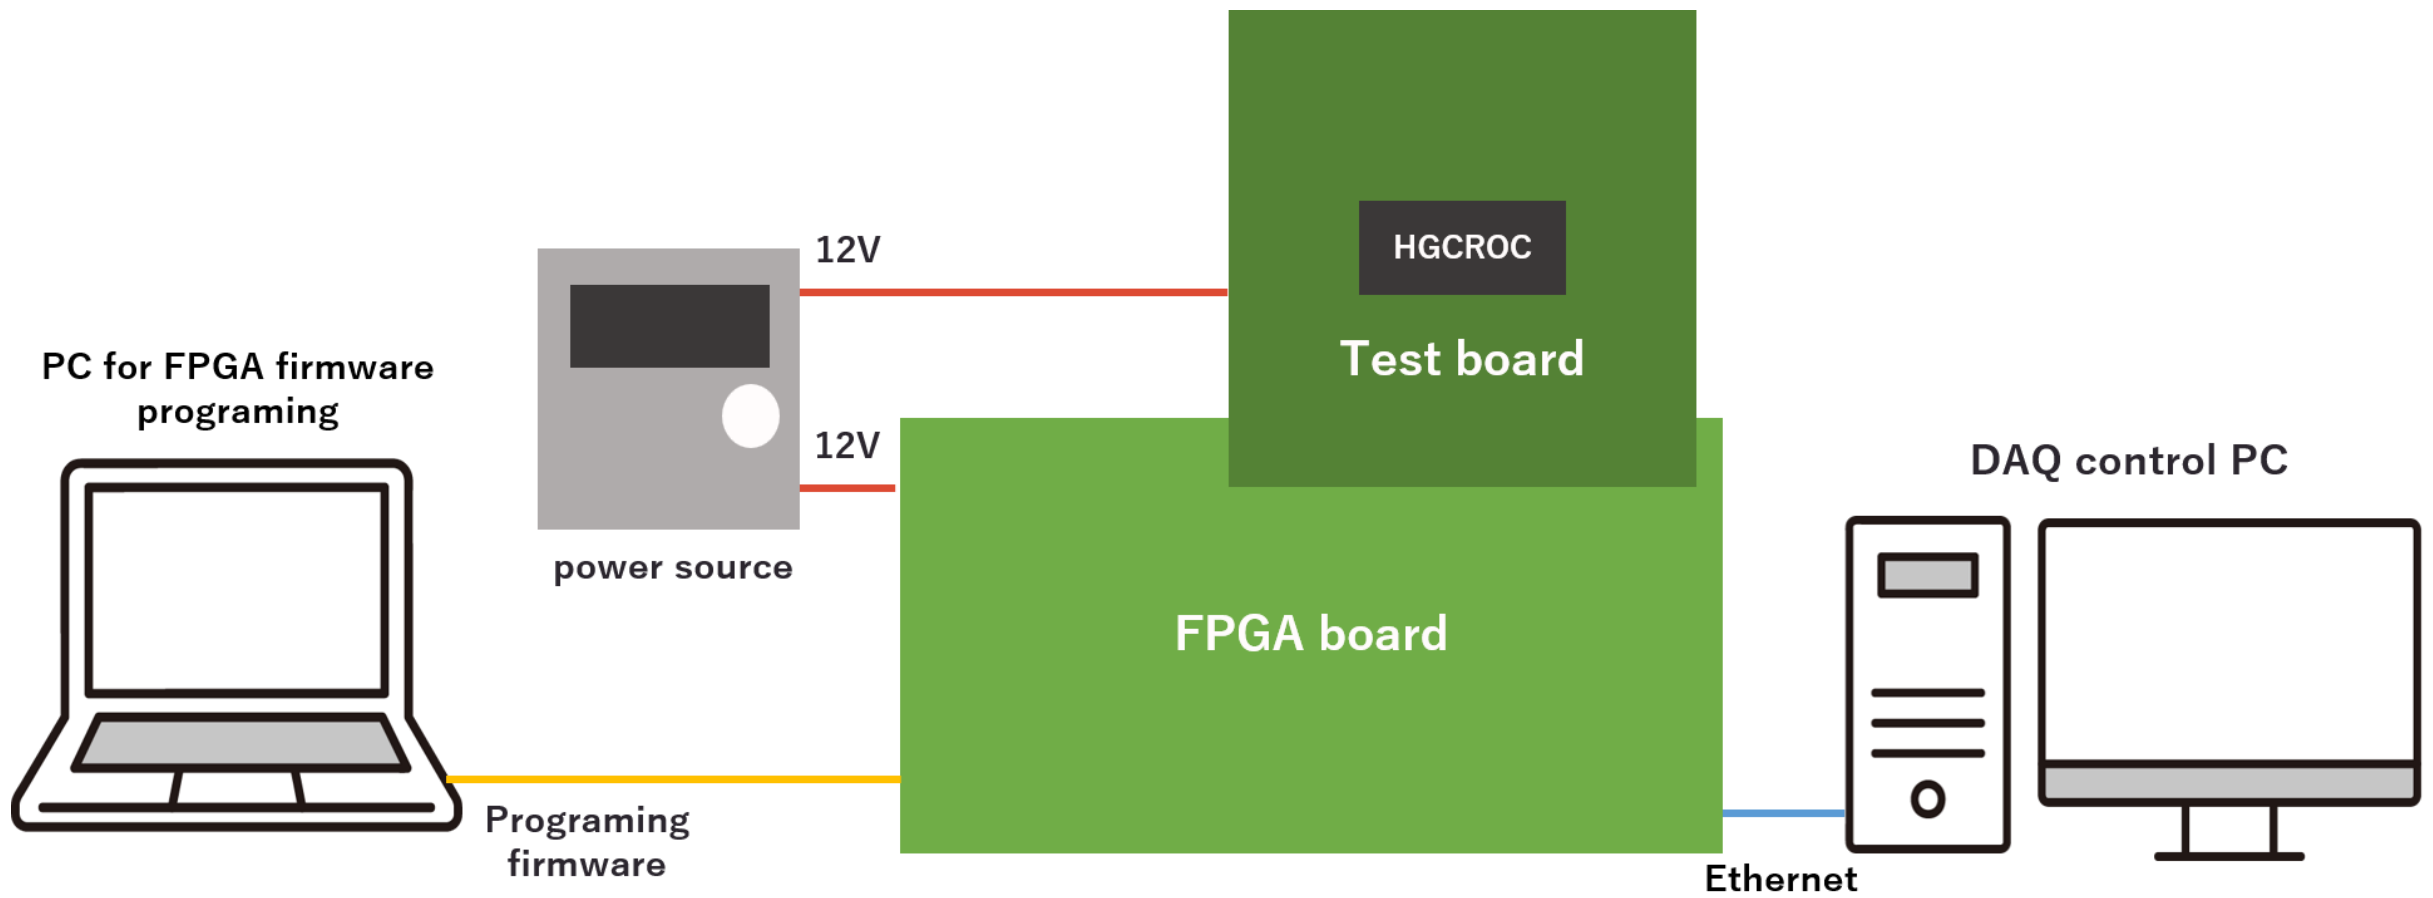 12V
HGCROC
Test board
PC for FPGA firmware
programing
12V
DAQ control PC
power source
FPGA board
Programing
firmware
Ethernet